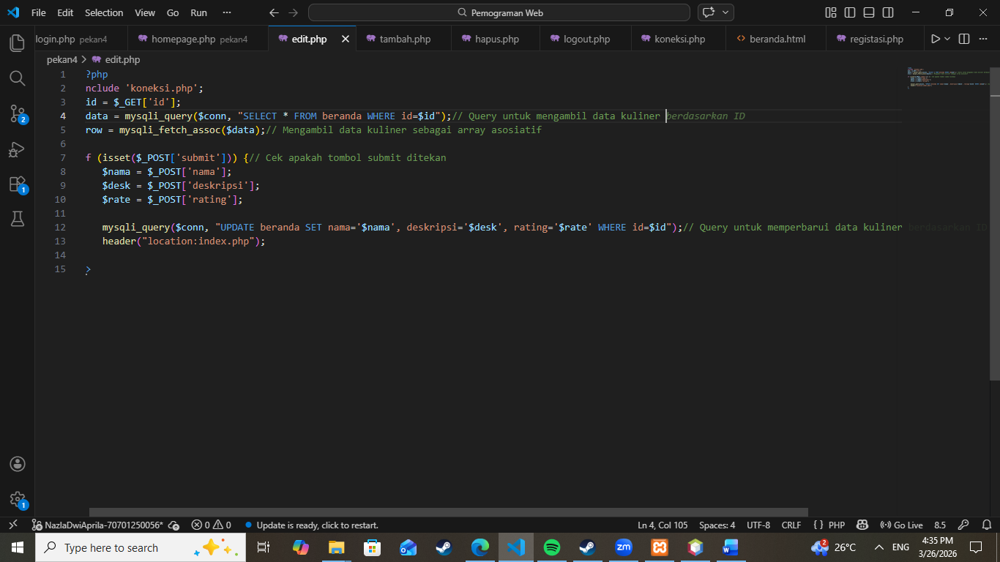 File Edit Selection View Go Run ··· Pemograman Web
login.php pekan4 homepage.php pekan4 edit.php tambah.php hapus.php logout.php koneksi.php beranda.html registasi.php
pekan4 > edit.php
1 ?php
2 nclude 'koneksi.php';
3 id = $_GET['id'];
4 data = mysqli_query($conn, "SELECT * FROM beranda WHERE id=$id");// Query untuk mengambil data kuliner berdasarkan ID
5 row = mysqli_fetch_assoc($data);// Mengambil data kuliner sebagai array asosiatif
6
7 f (isset($_POST['submit'])) {// Cek apakah tombol submit ditekan
8 $nama = $_POST['nama'];
9 $desk = $_POST['deskripsi'];
10 $rate = $_POST['rating'];
11
12 mysqli_query($conn, "UPDATE beranda SET nama='$nama', deskripsi='$desk', rating='$rate' WHERE id=$id");// Query untuk memperbarui data kuliner berdasarkan ID
13 header("location:index.php");
14
15 >
2
1
1
NazlaDwiAprila-70701250056* 0 0 Update is ready, click to restart. Ln 4, Col 105 Spaces: 4 UTF-8 CRLF { } PHP Go Live 8.5
Type here to search zm 2 26°C ENG 4:35 PM
3/26/2026